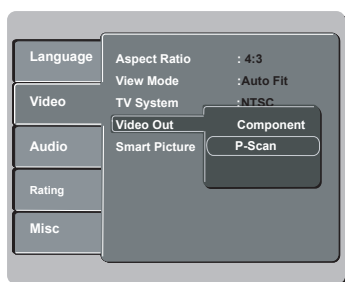 Language
Video
Audio
Rating
Misc
Aspect Ratio : 4:3
View Mode :Auto Fit
TV System :NTSC
Video Out
Smart Picture
Component
P-Scan